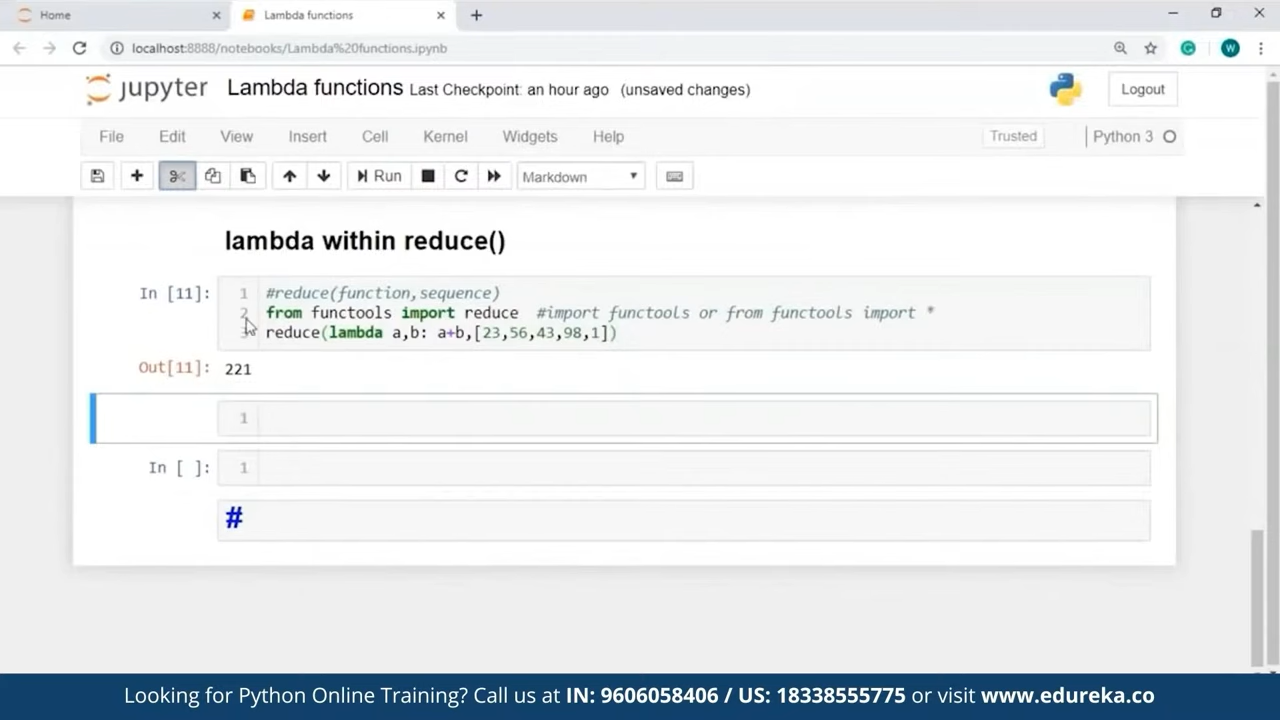 Home
Lambda functions
localhost:8888/notebooks/Lambda%20functions.ipynb
W
jupyter Lambda functions Last Checkpoint: an hour ago (unsaved changes)
Logout
File Edit View Insert Cell Kernel Widgets Help
Trusted
Python 3
Run
Markdown
lambda within reduce()
In [11]:
1 #reduce(function,sequence)
2 from functools import reduce #import functools or from functools import *
3 reduce(lambda a,b: a+b,[23,56,43,98,1])
Out[11]: 221
1
In [ ]: 1
#
Looking for Python Online Training? Call us at IN: 9606058406 / US: 18338555775 or visit www.edureka.co